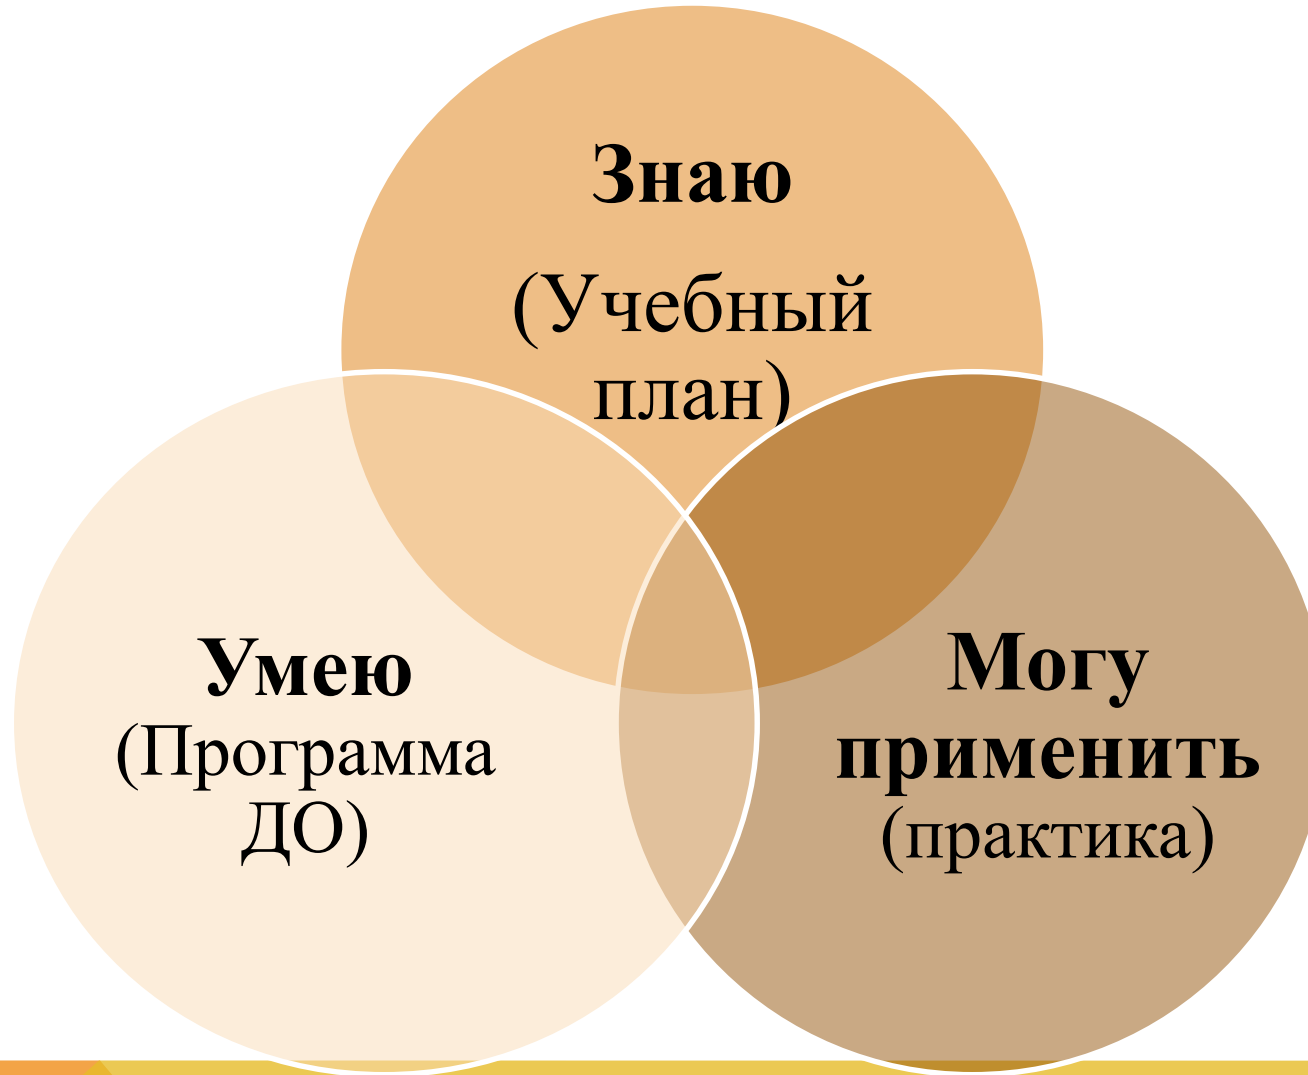 Знаю
(Учебный
план)
Умею
(Программа
ДО)
Могу
применить
(практика)